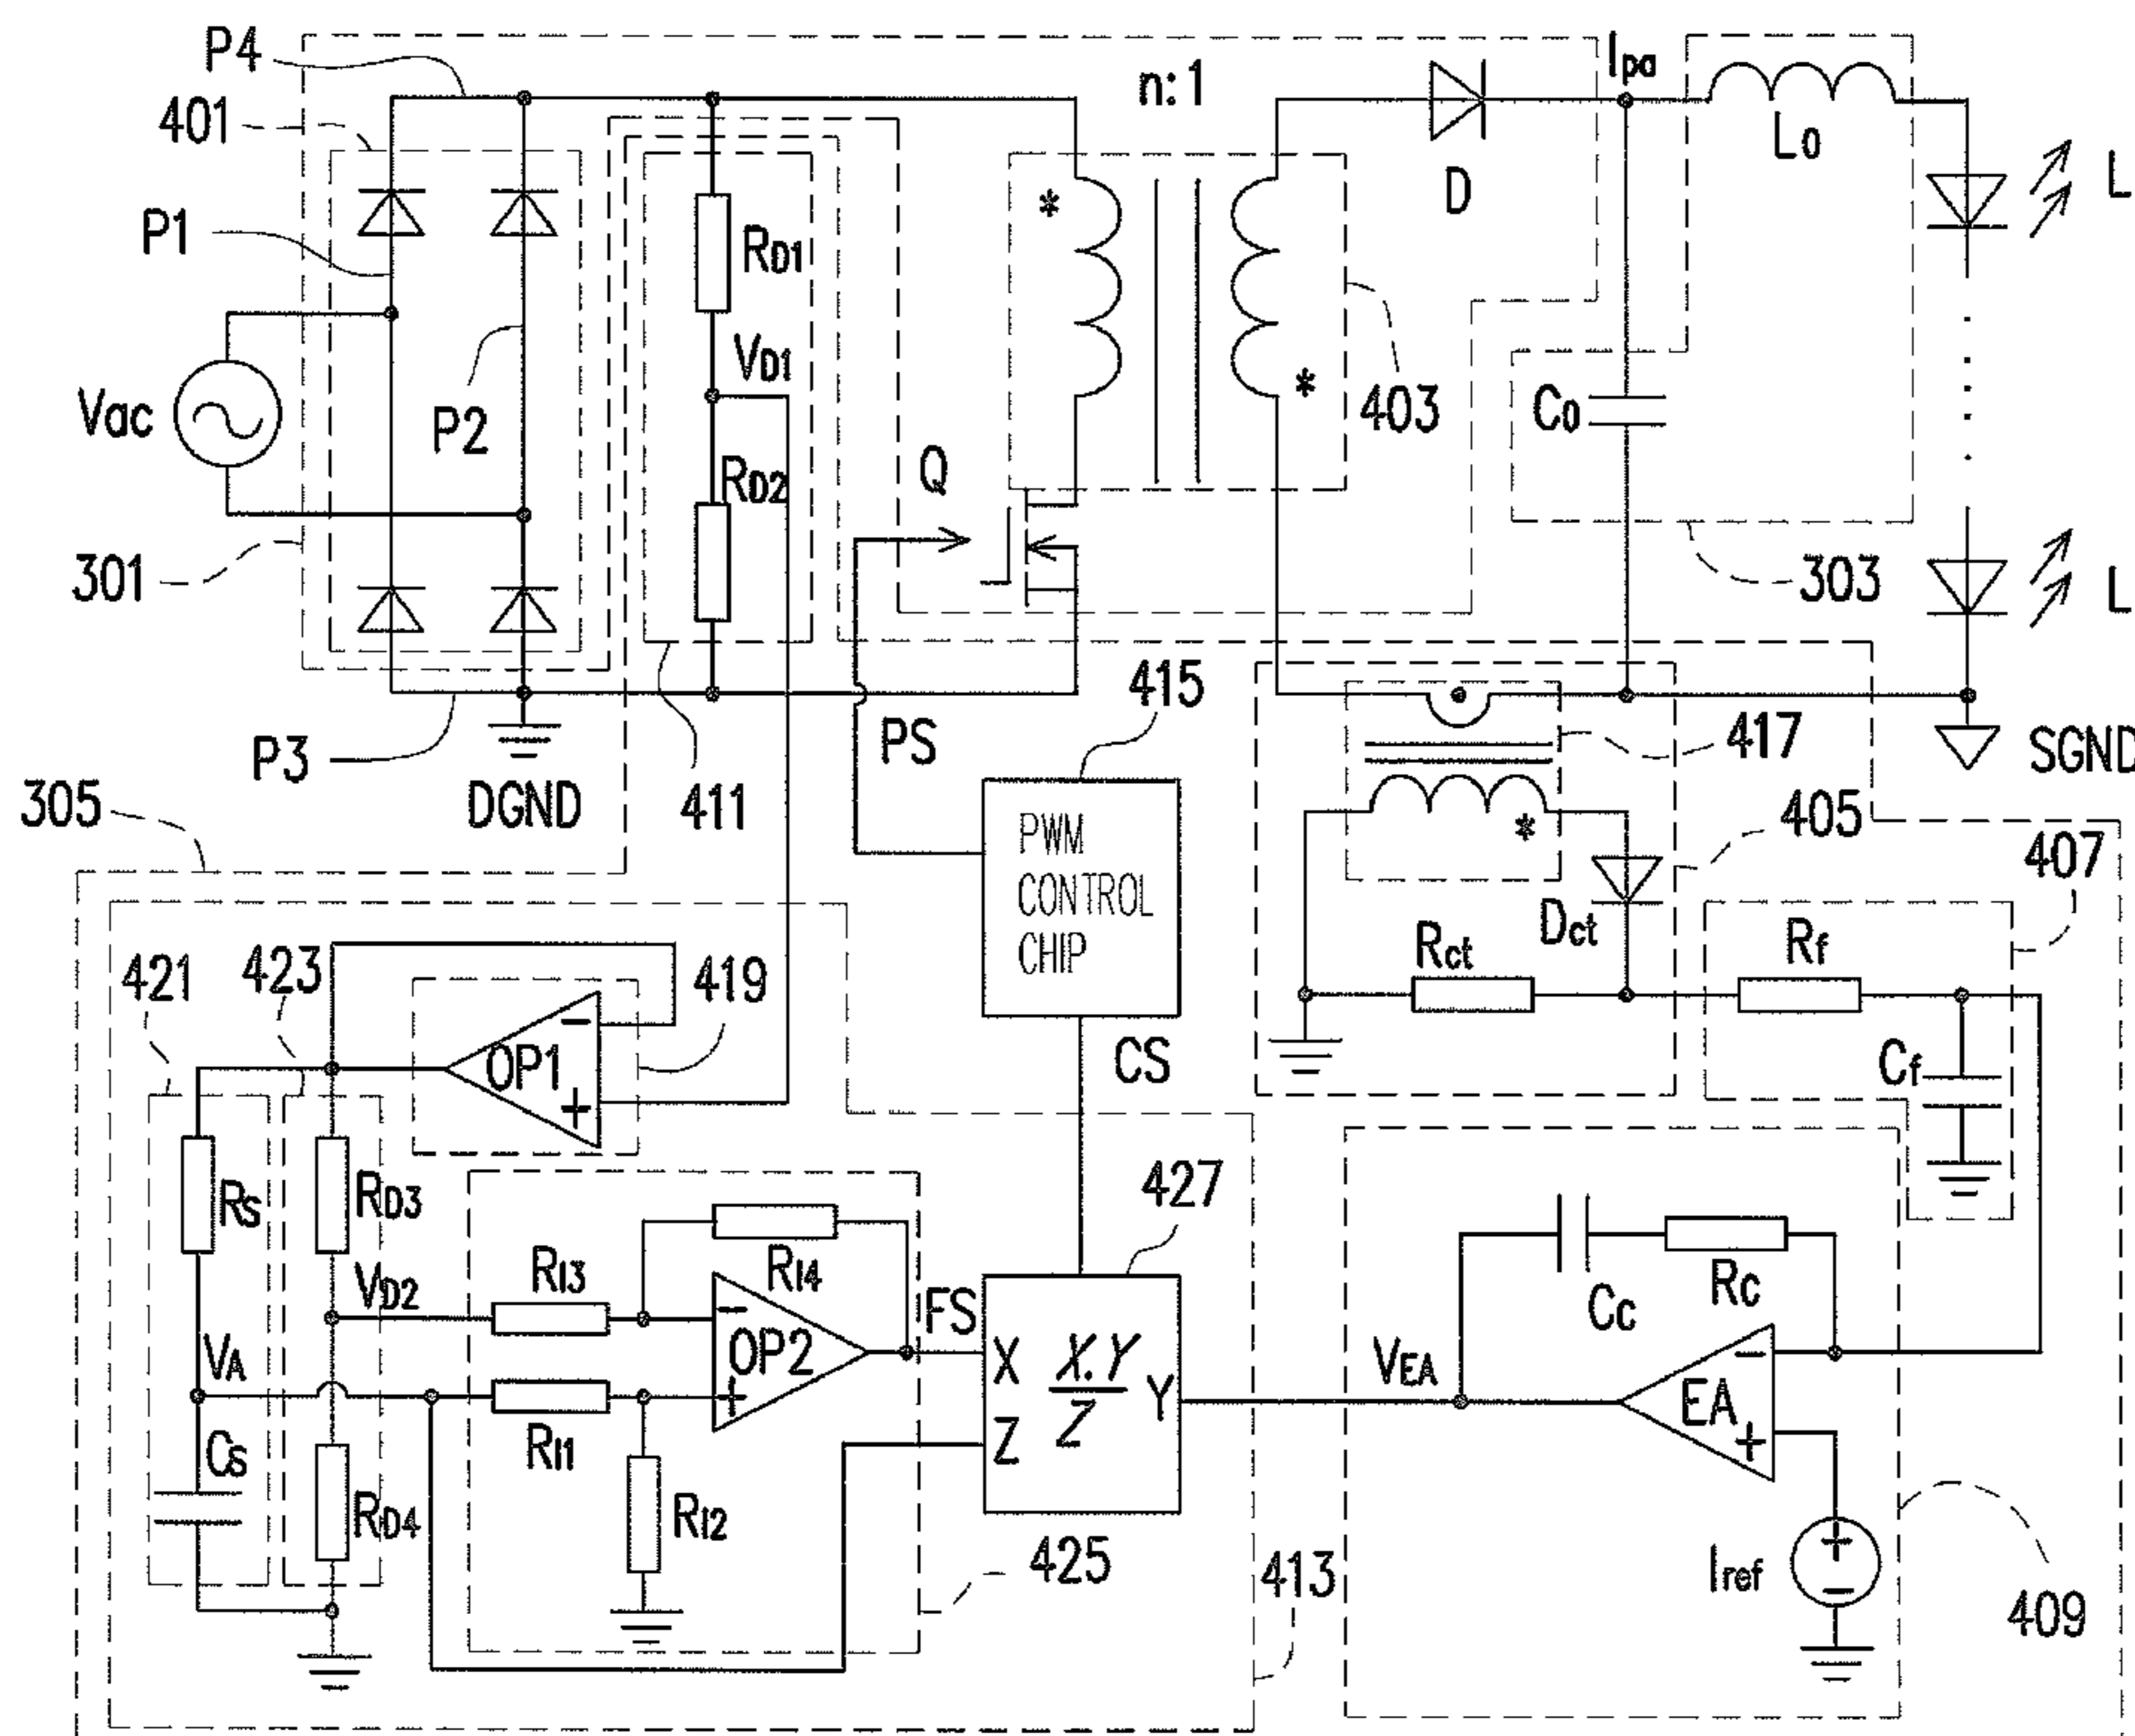 P4
401
P1
Vac
P2
301
P3
DGND
RD1
VD1
RD2
411
n:1
*
*
403
Q
PS
D
Ipa
L0
C0
303
L
L
SGND
415
PWM
CONTROL
CHIP
CS
417
*
405
Dct
Rct
407
Rf
Cf
305
421
423
419
OP1
−
+
RS
RD3
VD2
VA
CS
RD4
RI3
RI4
OP2
−
+
RI1
RI2
FS
425
427
X
X.Y
Z
Y
Z
413
VEA
Cc
Rc
EA
−
+
Iref
+
−
409